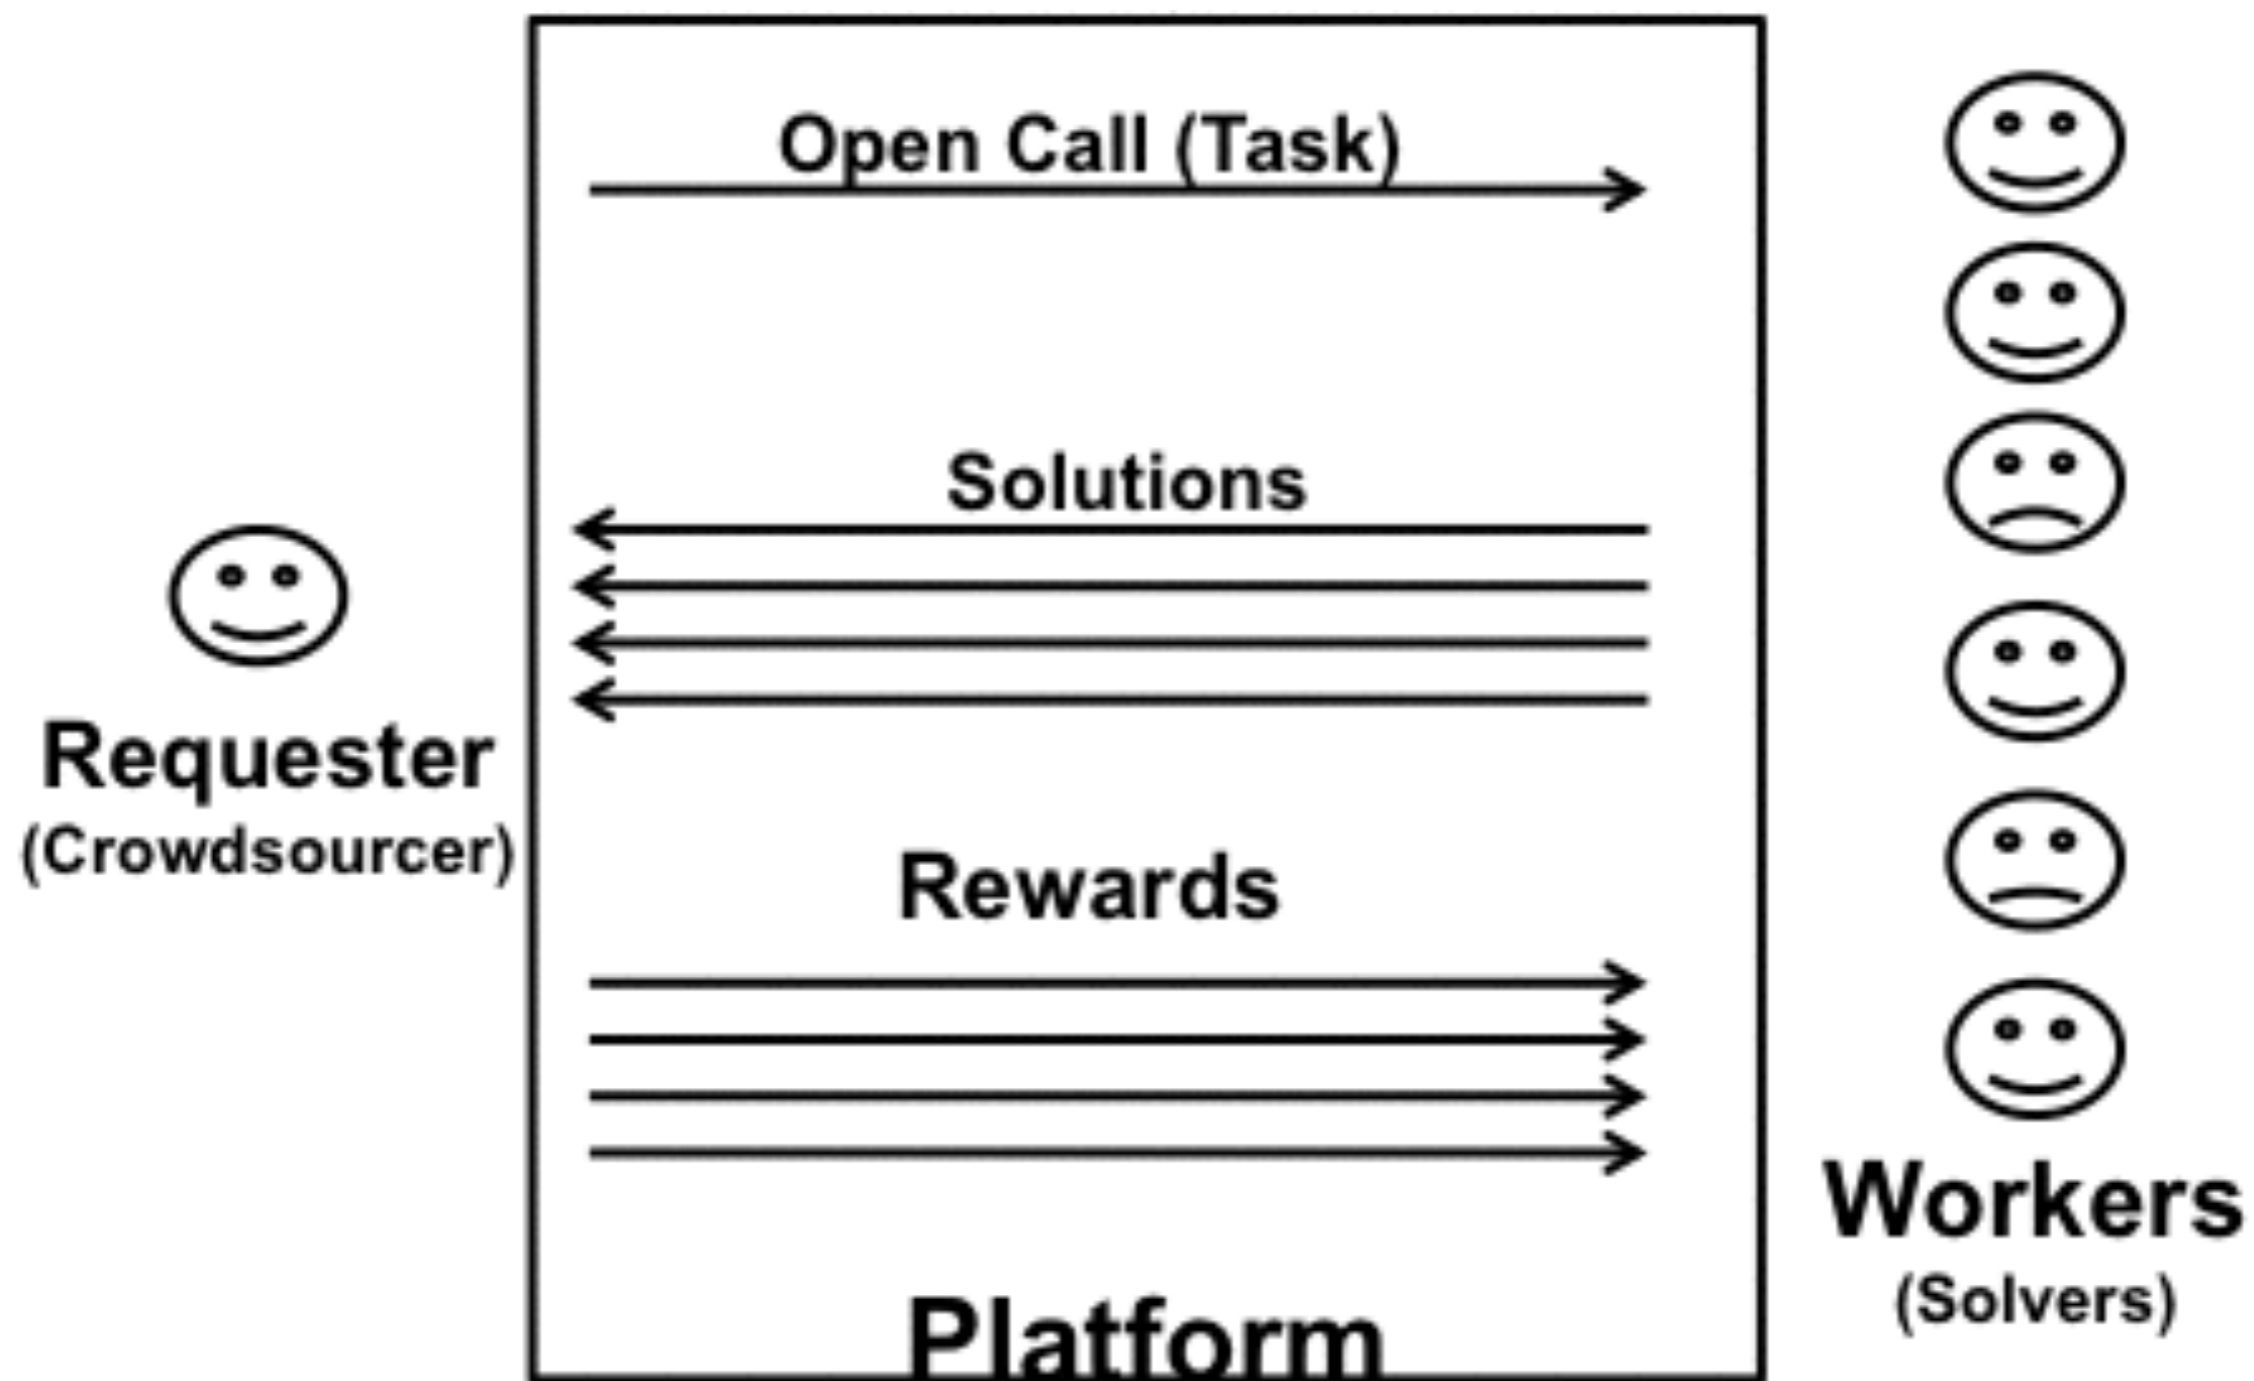 Open Call (Task)
Solutions
Requester
(Crowdsourcer)
Rewards
Workers
(Solvers)
Platform